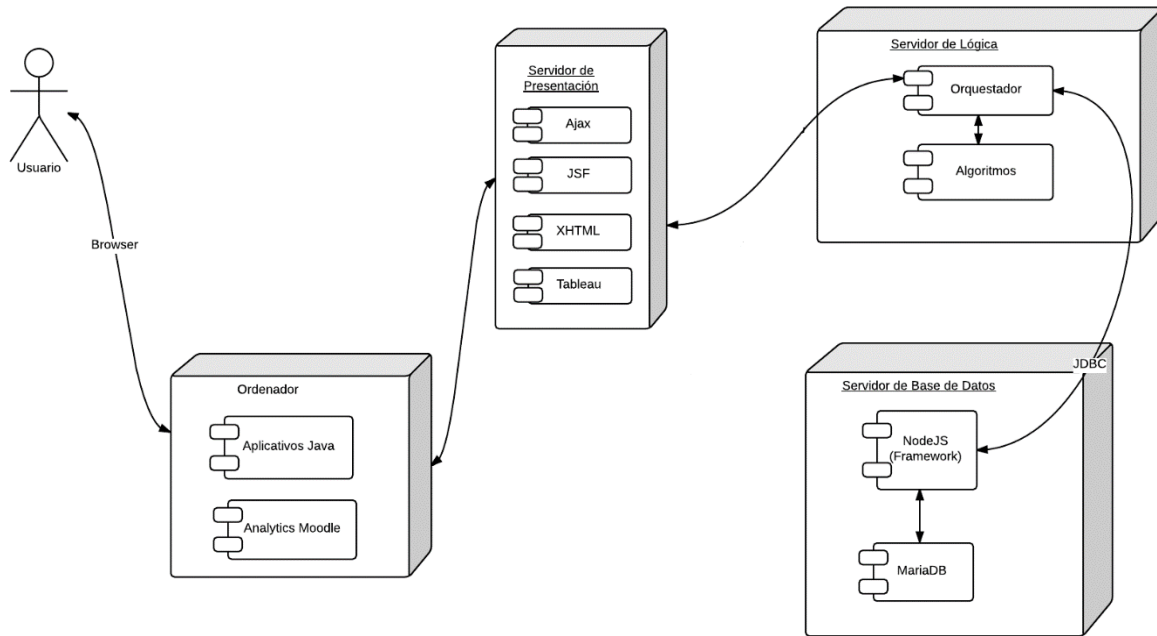 Usuario
Browser
Ordenador
Aplicativos Java
Analytics Moodle
Servidor de
Presentación
Ajax
JSF
XHTML
Tableau
Servidor de Lógica
Orquestador
Algoritmos
JDBC
Servidor de Base de Datos
NodeJS
(Framework)
MariaDB